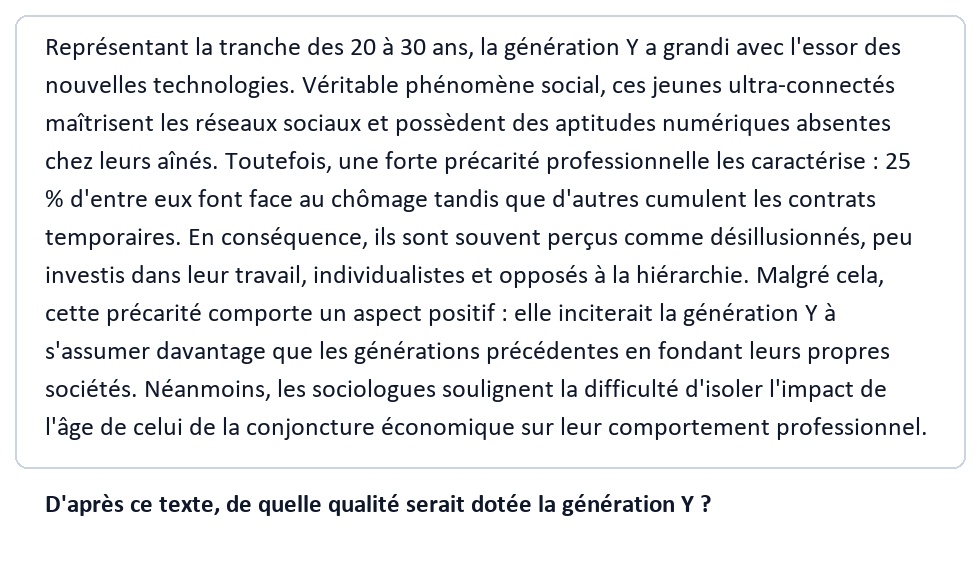 Représentant la tranche des 20 à 30 ans, la génération Y a grandi avec l'essor des
nouvelles technologies. Véritable phénomène social, ces jeunes ultra-connectés
maîtrisent les réseaux sociaux et possèdent des aptitudes numériques absentes
chez leurs aînés. Toutefois, une forte précarité professionnelle les caractérise : 25
% d'entre eux font face au chômage tandis que d'autres cumulent les contrats
temporaires. En conséquence, ils sont souvent perçus comme désillusionnés, peu
investis dans leur travail, individualistes et opposés à la hiérarchie. Malgré cela,
cette précarité comporte un aspect positif : elle inciterait la génération Y à
s'assumer davantage que les générations précédentes en fondant leurs propres
sociétés. Néanmoins, les sociologues soulignent la difficulté d'isoler l'impact de
l'âge de celui de la conjoncture économique sur leur comportement professionnel.
D'après ce texte, de quelle qualité serait dotée la génération Y ?